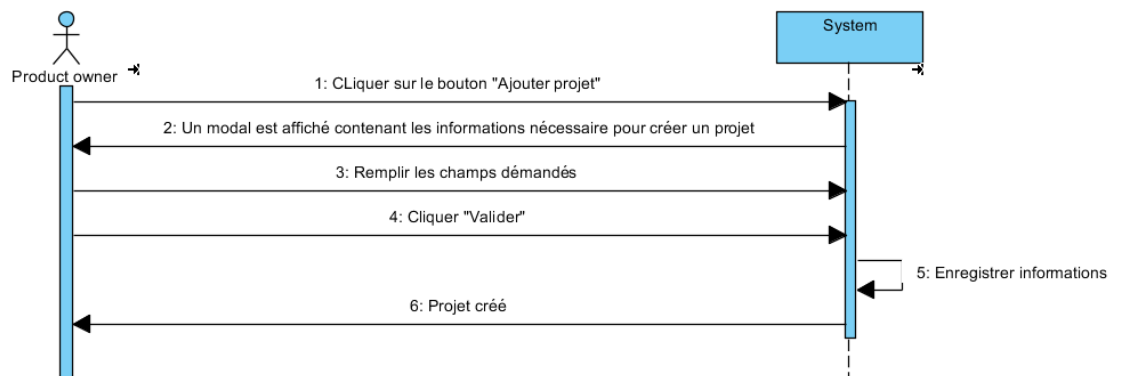 System
Product owner
1: CLiquer sur le bouton "Ajouter projet"
2: Un modal est affiché contenant les informations nécessaire pour créer un projet
3: Remplir les champs démandés
4: Cliquer "Valider"
5: Enregistrer informations
6: Projet créé